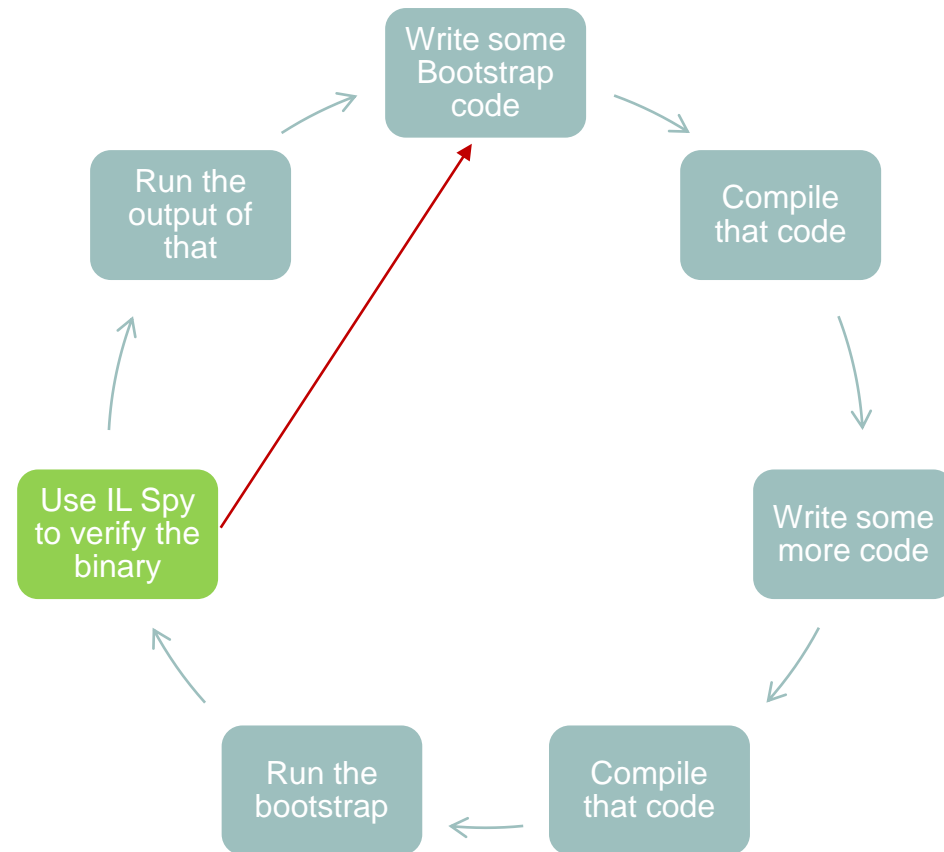 Write some
Bootstrap
code
Compile
that code
Write some
more code
Compile
that code
Run the
bootstrap
Use IL Spy
to verify the
binary
Run the
output of
that